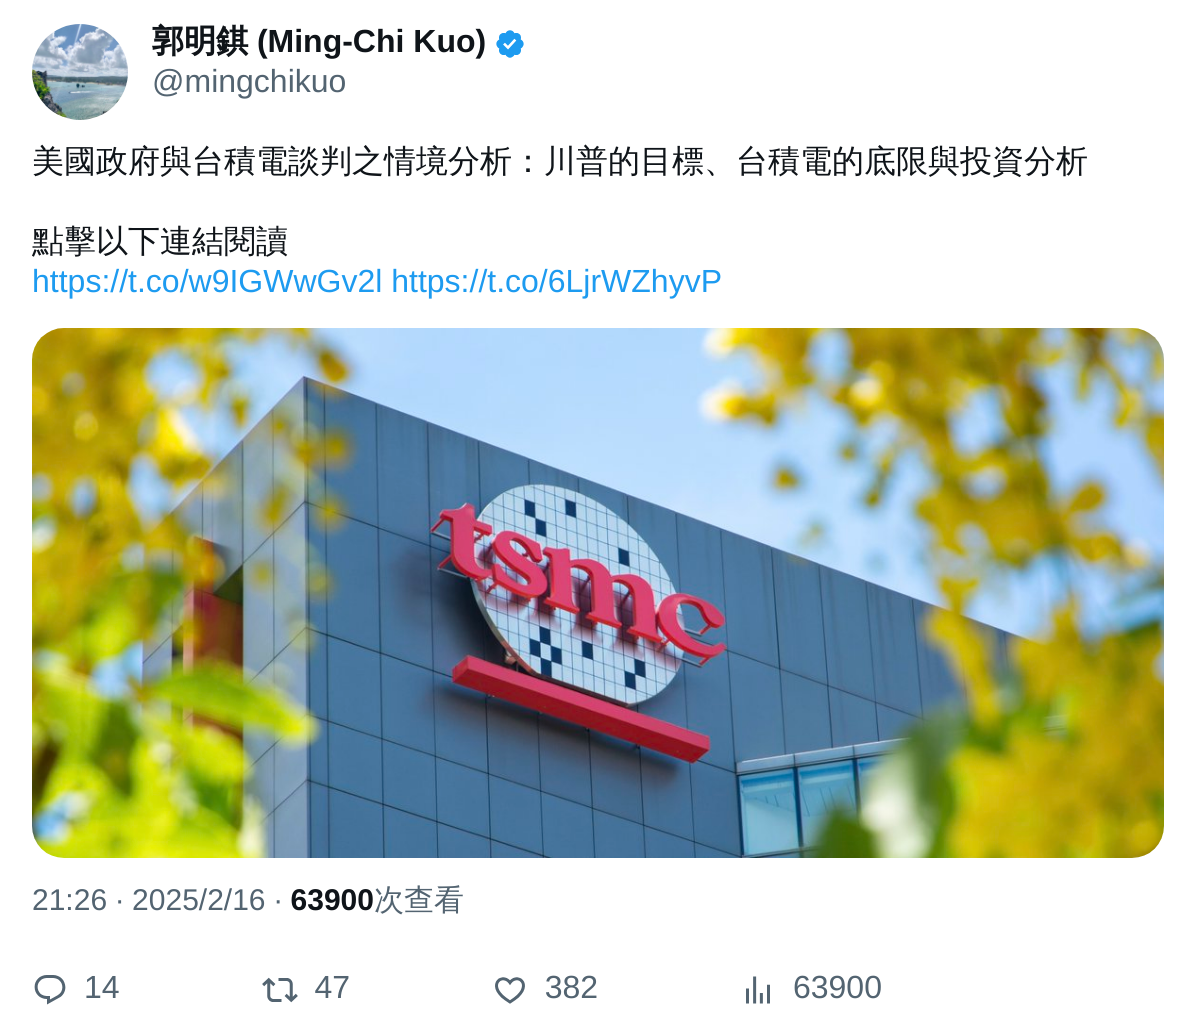 郭明錤 (Ming-Chi Kuo)
@mingchikuo
美國政府與台積電談判之情境分析：川普的目標、台積電的底限與投資分析
點擊以下連結閱讀
https://t.co/w9IGWwGv2l https://t.co/6LjrWZhyvP
tsmc
21:26 · 2025/2/16 · 63900次查看
14 47 382 63900